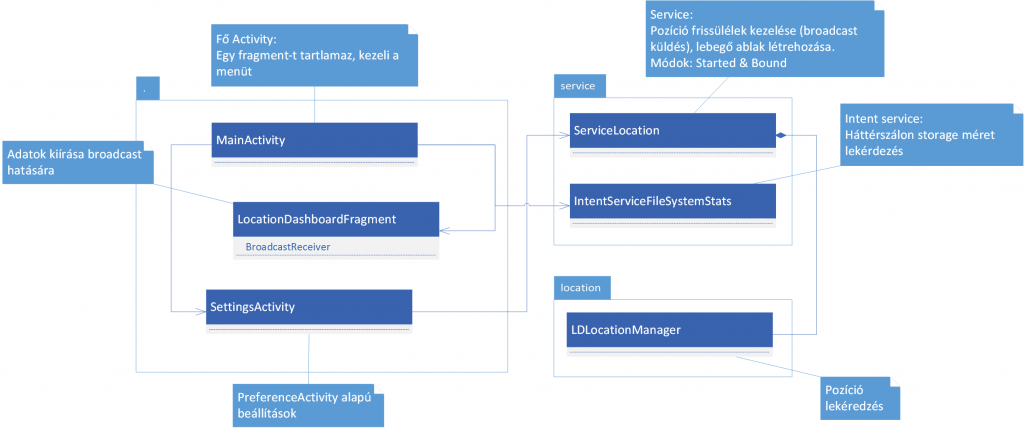 Fő Activity:
Egy fragment-t tartlamaz, kezeli a
menüt
Service:
Pozíció frissülélek kezelése (broadcast
küldés), lebegő ablak létrehozása.
Módok: Started & Bound
.
service
MainActivity
ServiceLocation
Intent service:
Háttérszálon storage méret
lekérdezés
Adatok kiírása broadcast
hatására
LocationDashboardFragment
BroadcastReceiver
IntentServiceFileSystemStats
SettingsActivity
location
LDLocationManager
PreferenceActivity alapú
beállítások
Pozíció
lekéredzés